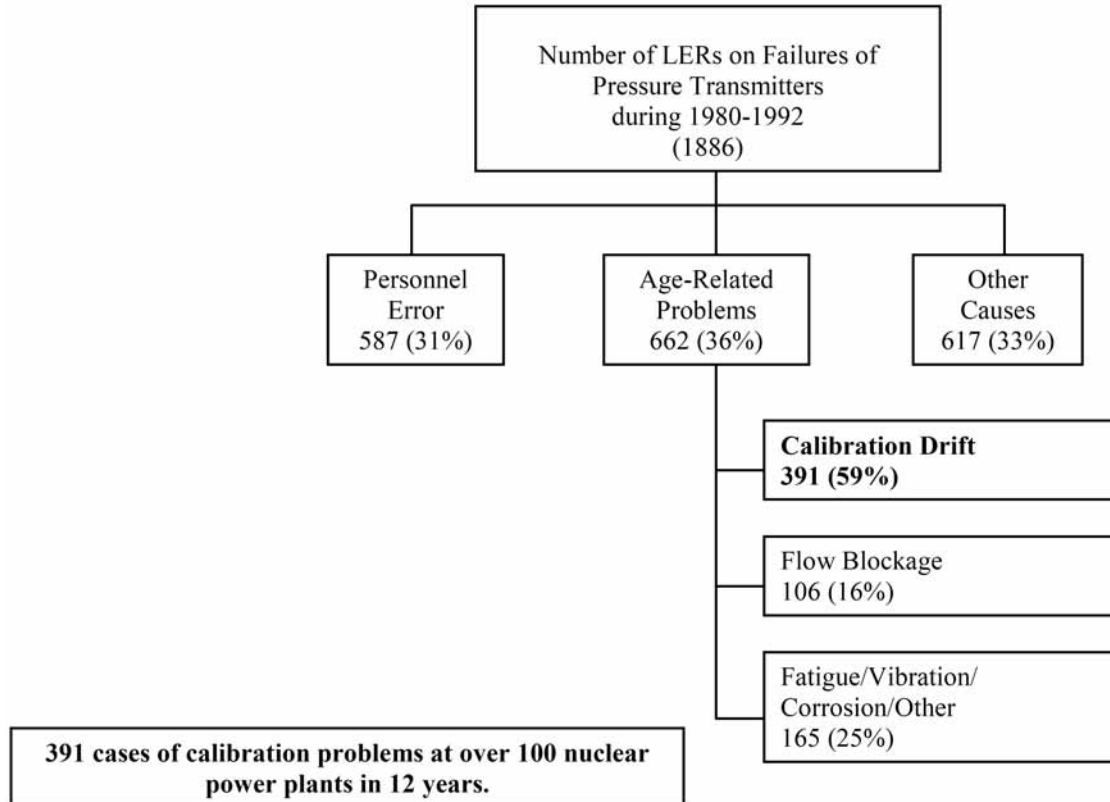 Number of LERs on Failures of
Pressure Transmitters
during 1980-1992
(1886)
Personnel
Error
587 (31%)
Age-Related
Problems
662 (36%)
Other
Causes
617 (33%)
Calibration Drift
391 (59%)
Flow Blockage
106 (16%)
Fatigue/Vibration/
Corrosion/Other
165 (25%)
391 cases of calibration problems at over 100 nuclear
power plants in 12 years.